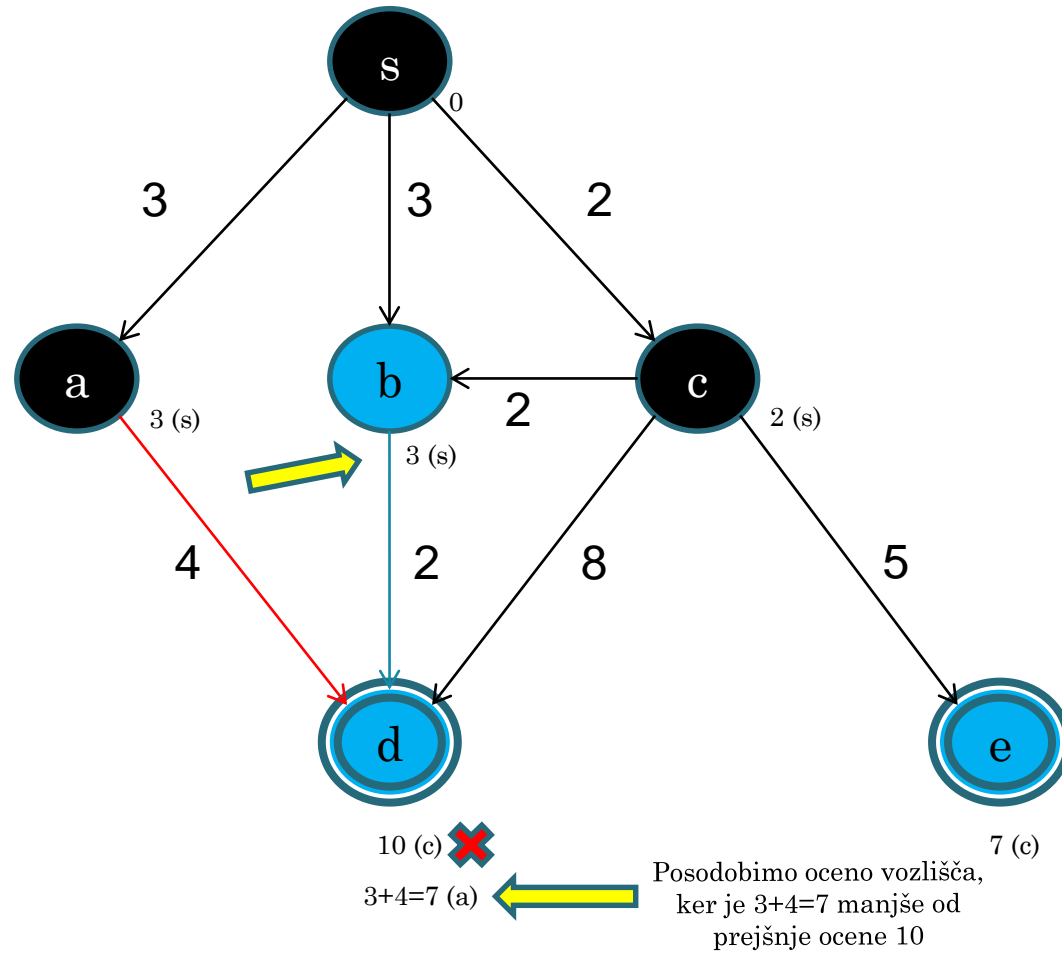 s
0
3
3
2
a
b
c
2
3 (s)
3 (s)
2 (s)
4
2
8
5
d
e
10 (c)
7 (c)
3+4=7 (a)
Posodobimo oceno vozlišča,
ker je 3+4=7 manjše od
prejšnje ocene 10